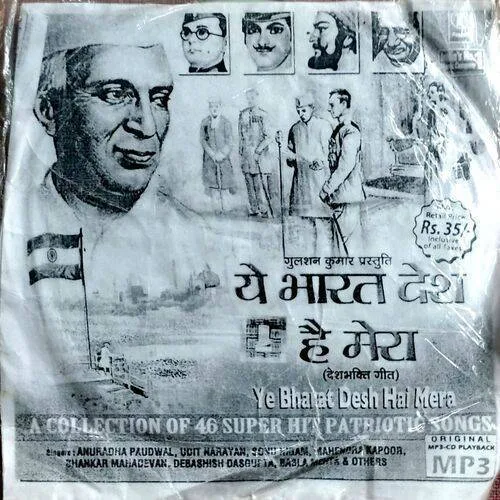 Retail Price
Rs. 35/-
Inclusive
of all Taxes
गुलशन कुमार प्रस्तुति
ये भारत देश
है मेरा
(देशभक्ति गीत)
Ye Bharat Desh Hai Mera
A COLLECTION OF 46 SUPER HIT PATRIOTIC SONGS
Singers : ANURADHA PAUDWAL, UDIT NARAYAN, SONU NIGAM, MAHENDRA KAPOOR,
SHANKAR MAHADEVAN, DEBASHISH DASGUPTA, BABLA MEHTA & OTHERS
ORIGINAL
MP3-CD PLAYBACK
MP3